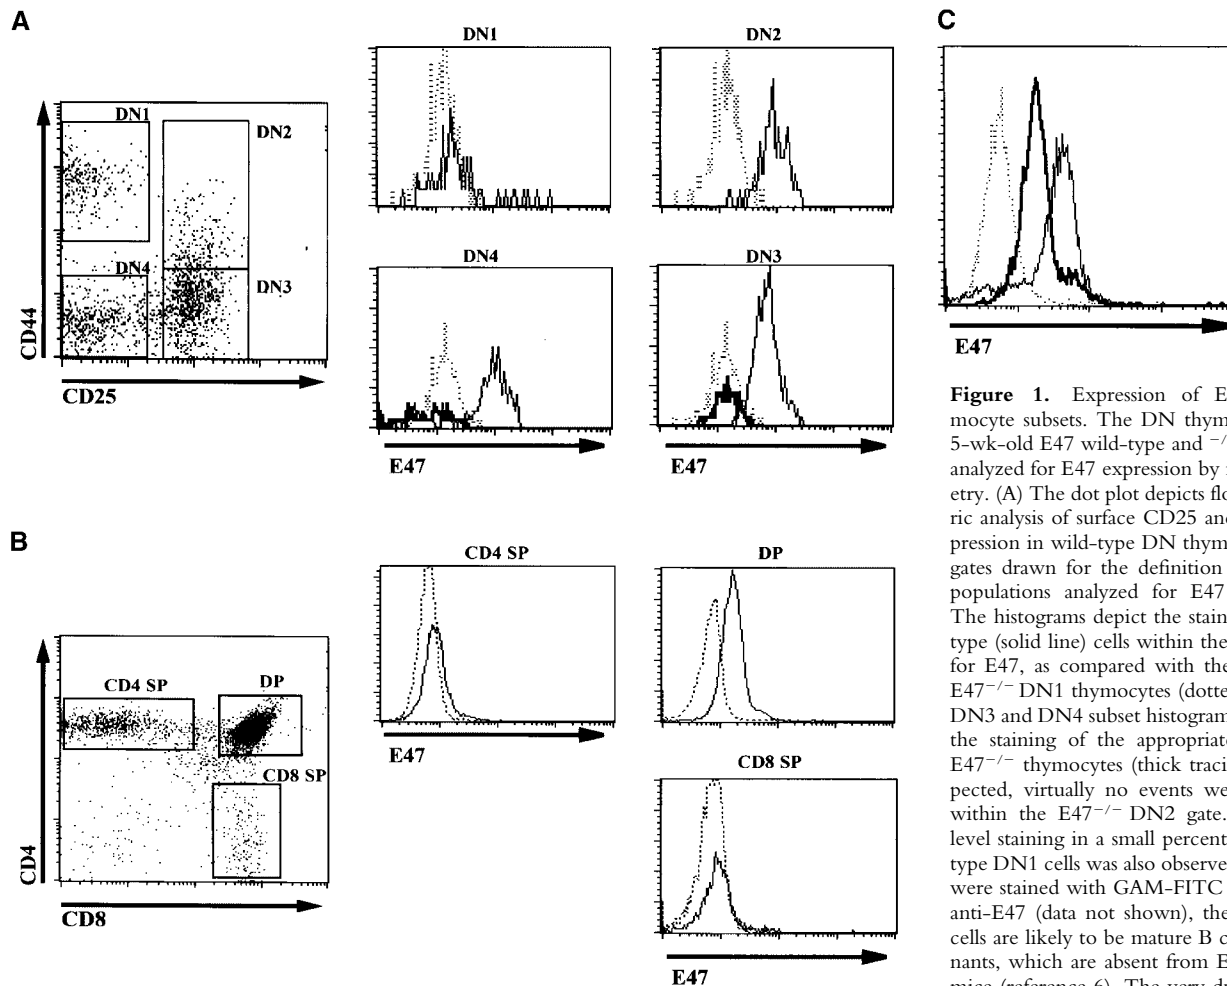 A
C
DN1
DN2
DN1
DN2
DN4
DN3
CD44
CD25
DN4
DN3
E47
E47
E47
B
CD4 SP
DP
CD8 SP
CD4
CD8
CD4 SP
DP
E47
CD8 SP
E47
Figure 1. Expression of E
mocyte subsets. The DN thym
5-wk-old E47 wild-type and −/
analyzed for E47 expression by
etry. (A) The dot plot depicts flo
ric analysis of surface CD25 an
pression in wild-type DN thym
gates drawn for the definition
populations analyzed for E47
The histograms depict the stain
type (solid line) cells within the
for E47, as compared with the
E47−/− DN1 thymocytes (dotte
DN3 and DN4 subset histogram
the staining of the appropriate
E47−/− thymocytes (thick traci
pected, virtually no events we
within the E47−/− DN2 gate.
level staining in a small percent
type DN1 cells was also observe
were stained with GAM-FITC
anti-E47 (data not shown), the
cells are likely to be mature B c
nants, which are absent from E
mice (reference 6). The very d